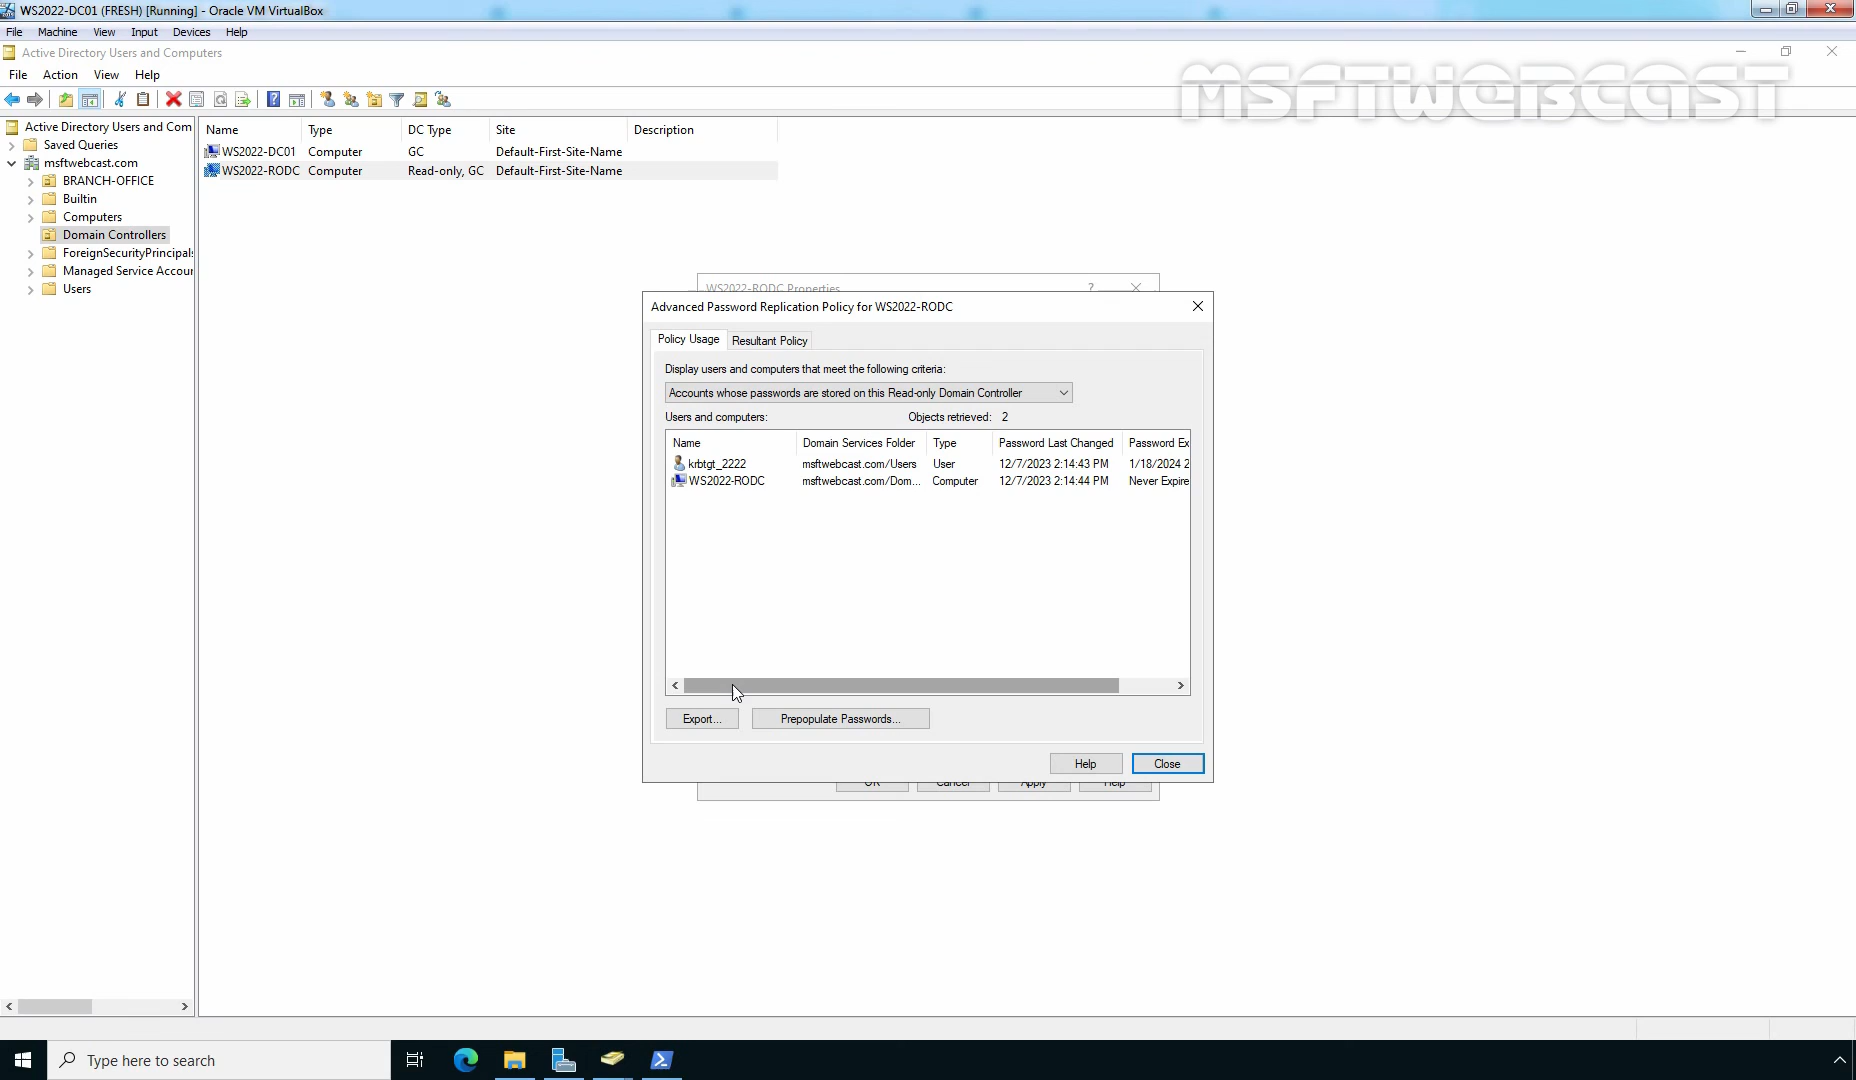 WS2022-DC01 (FRESH) [Running] - Oracle VM VirtualBox
File Machine View Input Devices Help
Active Directory Users and Computers
File Action View Help
MSFTWEBCAST
Active Directory Users and Com
Saved Queries
msftwebcast.com
BRANCH-OFFICE
Builtin
Computers
Domain Controllers
ForeignSecurityPrincipals
Managed Service Accour
Users
Name Type DC Type Site Description
WS2022-DC01 Computer GC Default-First-Site-Name
WS2022-RODC Computer Read-only, GC Default-First-Site-Name
WS2022-RODC Properties ?
Advanced Password Replication Policy for WS2022-RODC
Policy Usage Resultant Policy
Display users and computers that meet the following criteria:
Accounts whose passwords are stored on this Read-only Domain Controller
Users and computers: Objects retrieved: 2
Name Domain Services Folder Type Password Last Changed Password Ex
krbtgt_2222 msftwebcast.com/Users User 12/7/2023 2:14:43 PM 1/18/2024 2
WS2022-RODC msftwebcast.com/Dom... Computer 12/7/2023 2:14:44 PM Never Expire
Export... Prepopulate Passwords...
Help Close
OK Cancel Apply Help
Type here to search